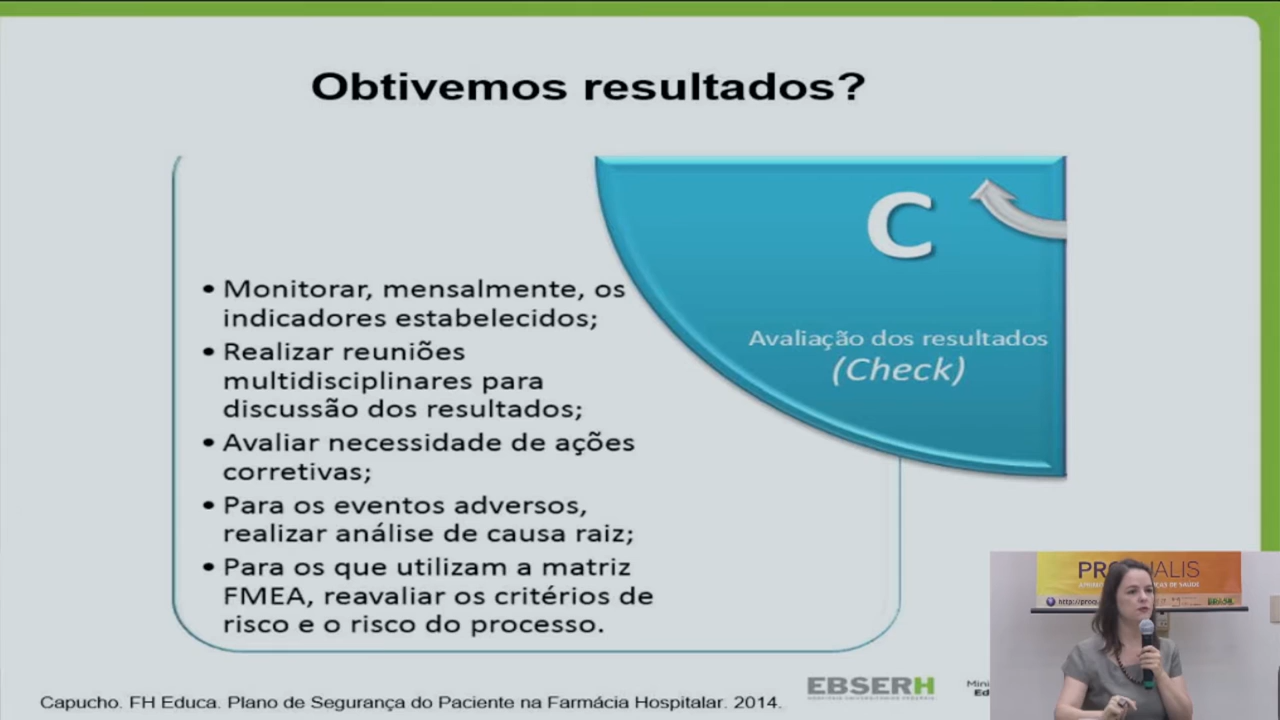 Obtivemos resultados?
C
Avaliação dos resultados
(Check)
• Monitorar, mensalmente, os
indicadores estabelecidos;
• Realizar reuniões
multidisciplinares para
discussão dos resultados;
• Avaliar necessidade de ações
corretivas;
• Para os eventos adversos,
realizar análise de causa raiz;
• Para os que utilizam a matriz
FMEA, reavaliar os critérios de
risco e o risco do processo.
EBSERH
HOSPITAIS UNIVERSITÁRIOS FEDERAIS
Capucho. FH Educa. Plano de Segurança do Paciente na Farmácia Hospitalar. 2014.